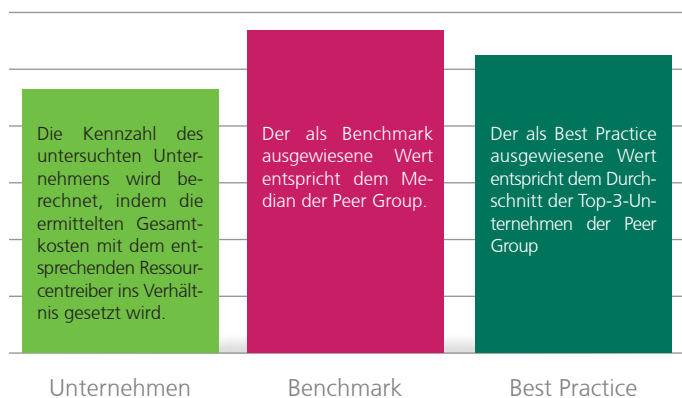 Die Kennzahl des
untersuchten Unter-
nehmens wird be-
rechnet, indem die
ermittelten Gesamt-
kosten mit dem ent-
sprechenden Ressour-
centreiber ins Verhält-
nis gesetzt wird.
Der als Benchmark
ausgewiesene Wert
entspricht dem Me-
dian der Peer Group.
Der als Best Practice
ausgewiesene Wert
entspricht dem Durch-
schnitt der Top-3-Un-
ternehmen der Peer
Group
Unternehmen
Benchmark
Best Practice